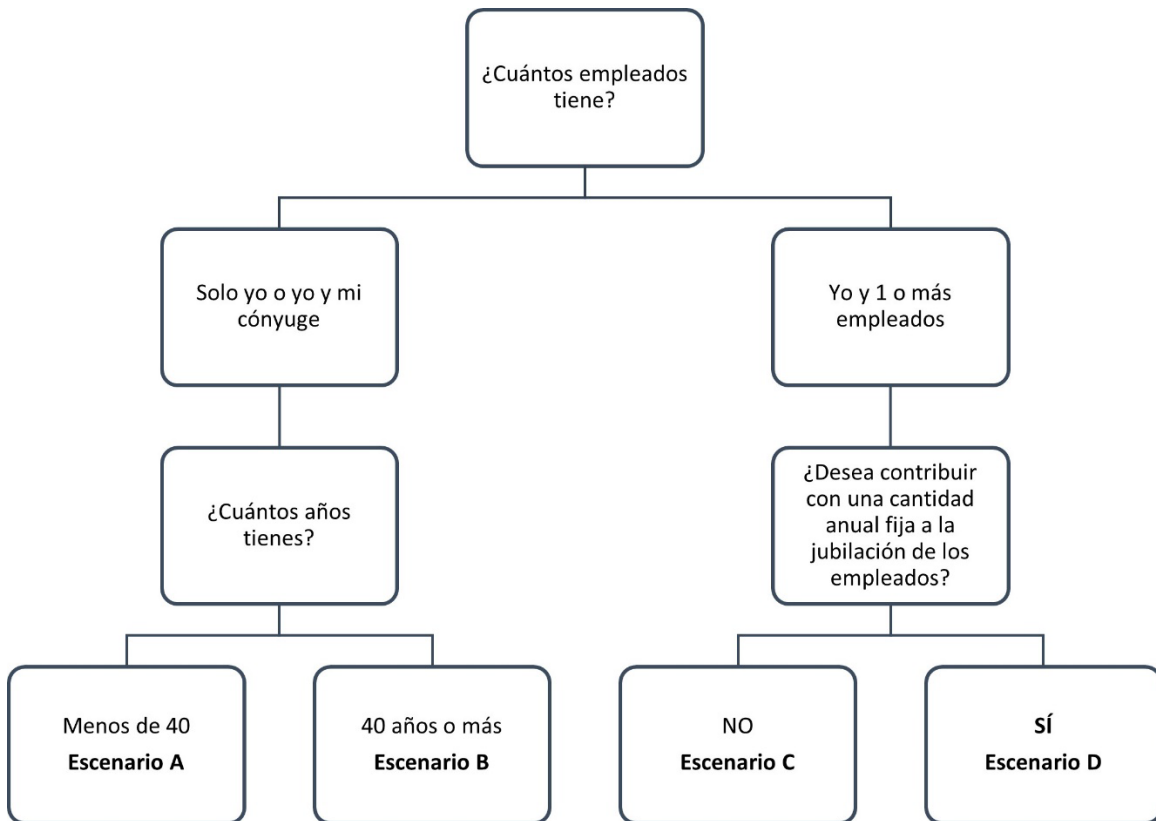 ¿Cuántos empleados
tiene?
Solo yo o yo y mi
cónyuge
Yo y 1 o más
empleados
¿Cuántos años
tienes?
¿Desea contribuir
con una cantidad
anual fija a la
jubilación de los
empleados?
Menos de 40
Escenario A
40 años o más
Escenario B
NO
Escenario C
SÍ
Escenario D